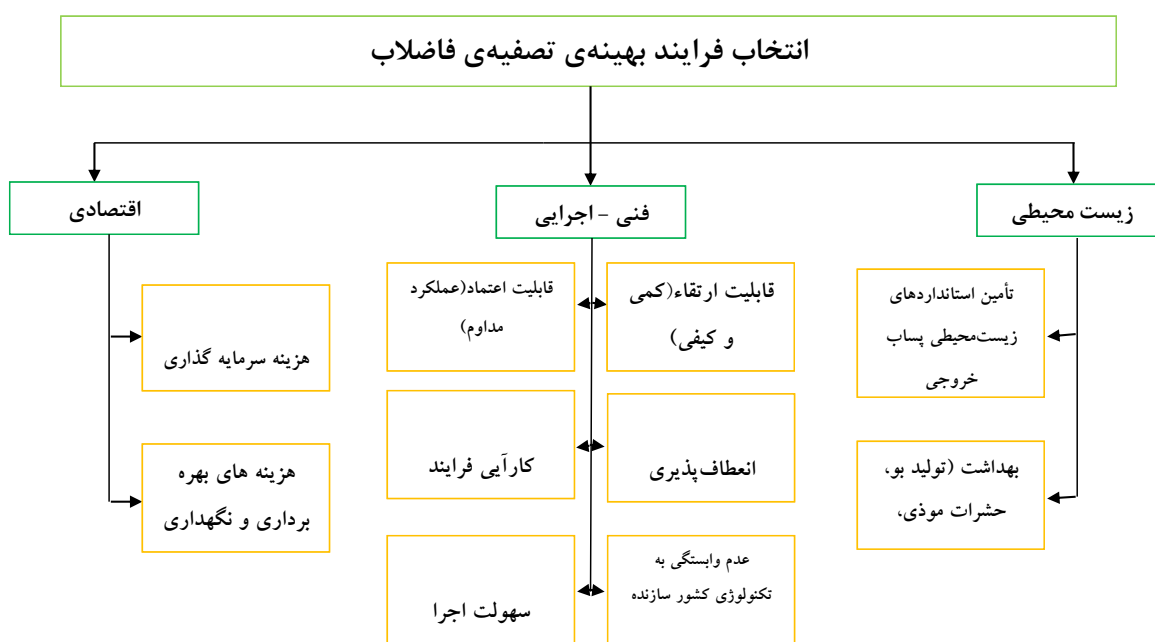 انتخاب فرایند بهینه‌ی تصفیه‌ی فاضلاب
زیست محیطی
فنی - اجرایی
اقتصادی
تأمین استانداردهای
زیست‌محیطی پساب
خروجی
بهداشت (تولید بو،
حشرات موذی،
قابلیت ارتقاء(کمی
و کیفی)
قابلیت اعتماد(عملکرد
مداوم)
انعطاف‌پذیری
کارآیی فرایند
عدم وابستگی به
تکنولوژی کشور سازنده
سهولت اجرا
هزینه سرمایه گذاری
هزینه های بهره
برداری و نگهداری